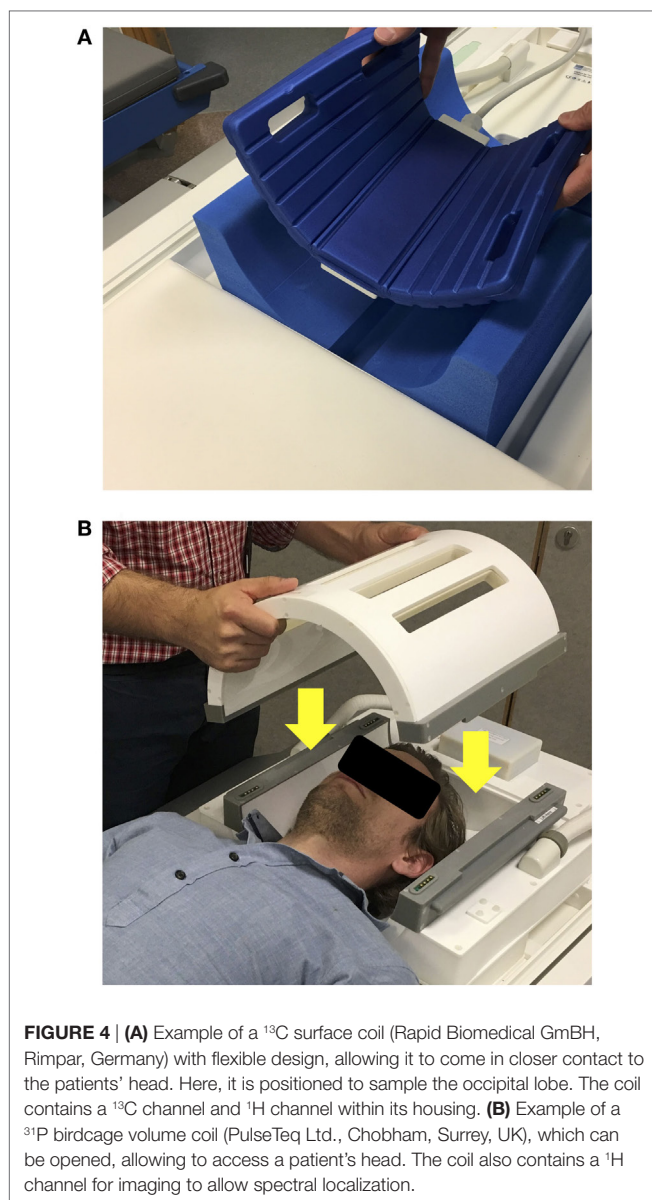 A
B
FIGURE 4 | (A) Example of a ¹³C surface coil (Rapid Biomedical GmBH,
Rimpar, Germany) with flexible design, allowing it to come in closer contact to
the patients’ head. Here, it is positioned to sample the occipital lobe. The coil
contains a ¹³C channel and ¹H channel within its housing. (B) Example of a
³¹P birdcage volume coil (PulseTeq Ltd., Chobham, Surrey, UK), which can
be opened, allowing to access a patient’s head. The coil also contains a ¹H
channel for imaging to allow spectral localization.